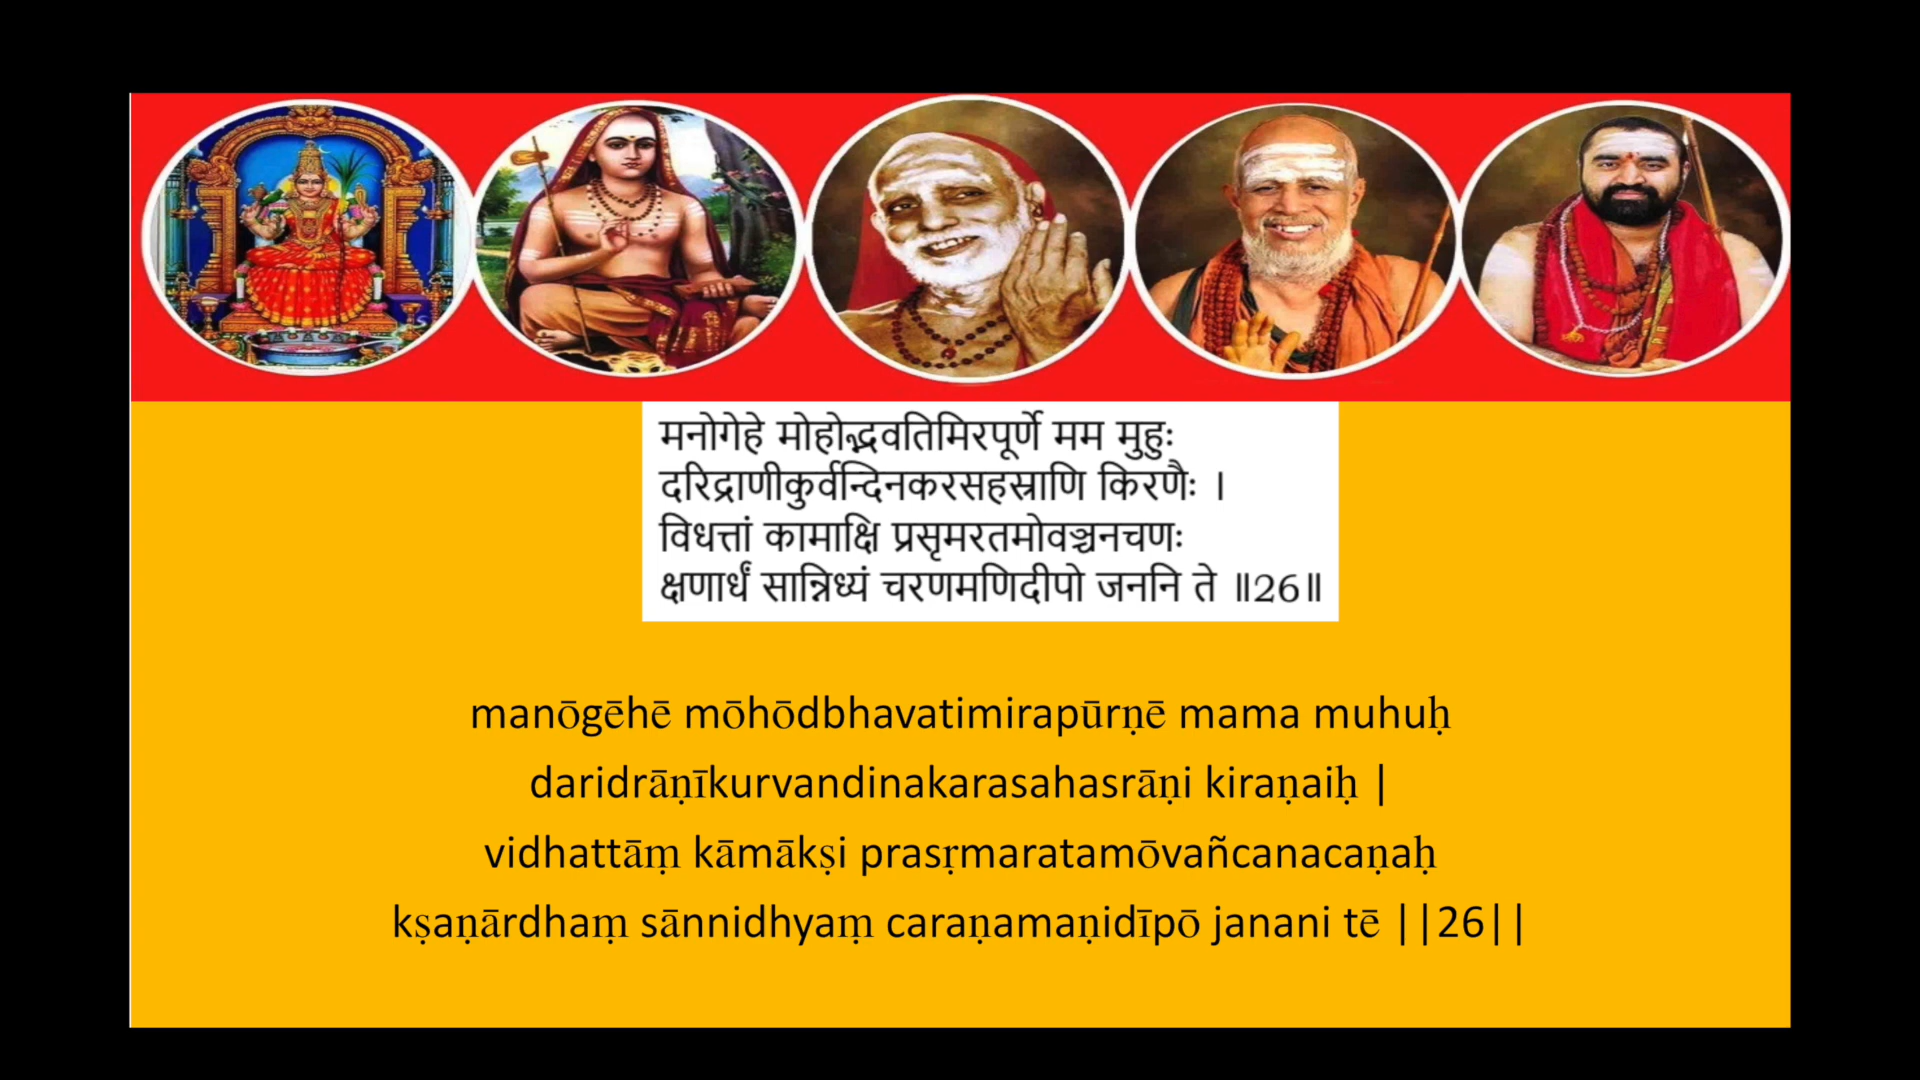 मनोगेहे मोहोद्भवतिमिरपूर्णे मम मुहुः
दरिद्राणीकुर्वन्दिनकरसहस्राणि किरणैः ।
विधत्तां कामाक्षि प्रसृमरतमोवञ्चनचणः
क्षणार्धं सान्निध्यं चरणमणिदीपो जननि ते ॥26॥
manōgēhē mōhōdbhavatimirapūrṇē mama muhuḥ
daridrāṇīkurvandinakarasahasrāṇi kiraṇaiḥ |
vidhattāṃ kāmākṣi prasṛmaratamōvañcanacaṇaḥ
kṣaṇārdhaṃ sānnidhyaṃ caraṇamaṇidīpō janani tē ||26||